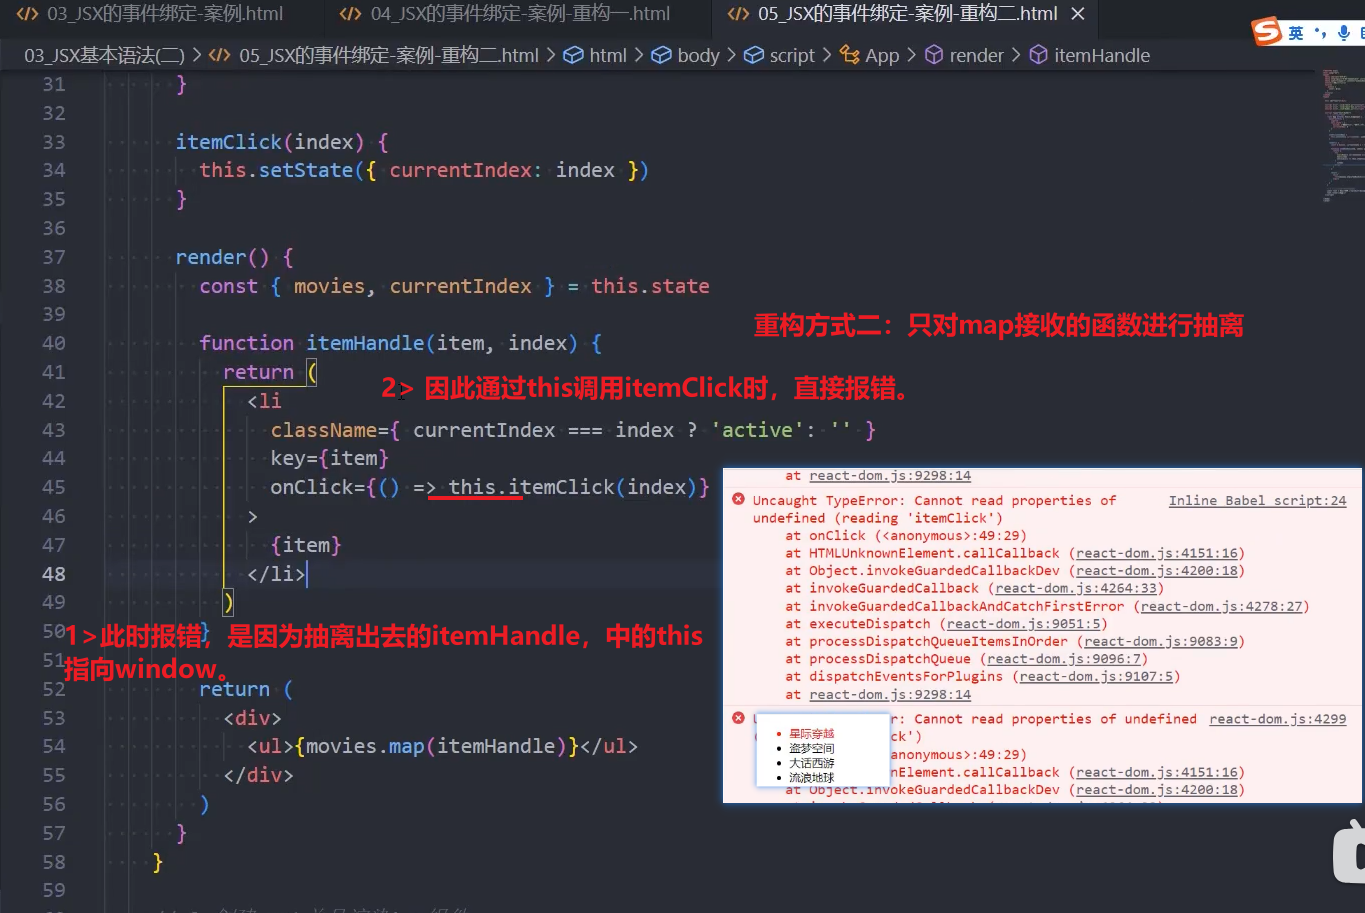 03_JSX的事件绑定-案例.html
04_JSX的事件绑定-案例-重构一.html
05_JSX的事件绑定-案例-重构二.html
英
03_JSX基本语法(二) > 05_JSX的事件绑定-案例-重构二.html > html > body > script > App > render > itemHandle
31 }
32
33 itemClick(index) {
34 this.setState({ currentIndex: index })
35 }
36
37 render() {
38 const { movies, currentIndex } = this.state
39
重构方式二：只对map接收的函数进行抽离
40 function itemHandle(item, index) {
41 return (
2> 因此通过this调用itemClick时，直接报错。
42 <li
43 className={ currentIndex === index ? 'active': '' }
44 key={item}
45 onClick={() => this.itemClick(index)}
46 >
47 {item}
48 </li>
49 )
50 }
1>此时报错，是因为抽离出去的itemHandle，中的this
51
指向window。
52 return (
53 <div>
54 <ul>{movies.map(itemHandle)}</ul>
55 </div>
56 )
57 }
58 }
59
at react-dom.js:9298:14
Uncaught TypeError: Cannot read properties of Inline Babel script:24
undefined (reading 'itemClick')
at onClick (<anonymous>:49:29)
at HTMLUnknownElement.callCallback (react-dom.js:4151:16)
at Object.invokeGuardedCallbackDev (react-dom.js:4200:18)
at invokeGuardedCallback (react-dom.js:4264:33)
at invokeGuardedCallbackAndCatchFirstError (react-dom.js:4278:27)
at executeDispatch (react-dom.js:9051:5)
at processDispatchQueueItemsInOrder (react-dom.js:9083:9)
at processDispatchQueue (react-dom.js:9096:7)
at dispatchEventsForPlugins (react-dom.js:9107:5)
at react-dom.js:9298:14
r: Cannot read properties of undefined react-dom.js:4299
ck')
anonymous>:49:29)
nElement.callCallback (react-dom.js:4151:16)
at Object.invokeGuardedCallbackDev (react-dom.js:4200:18)
星际穿越
盗梦空间
大话西游
流浪地球